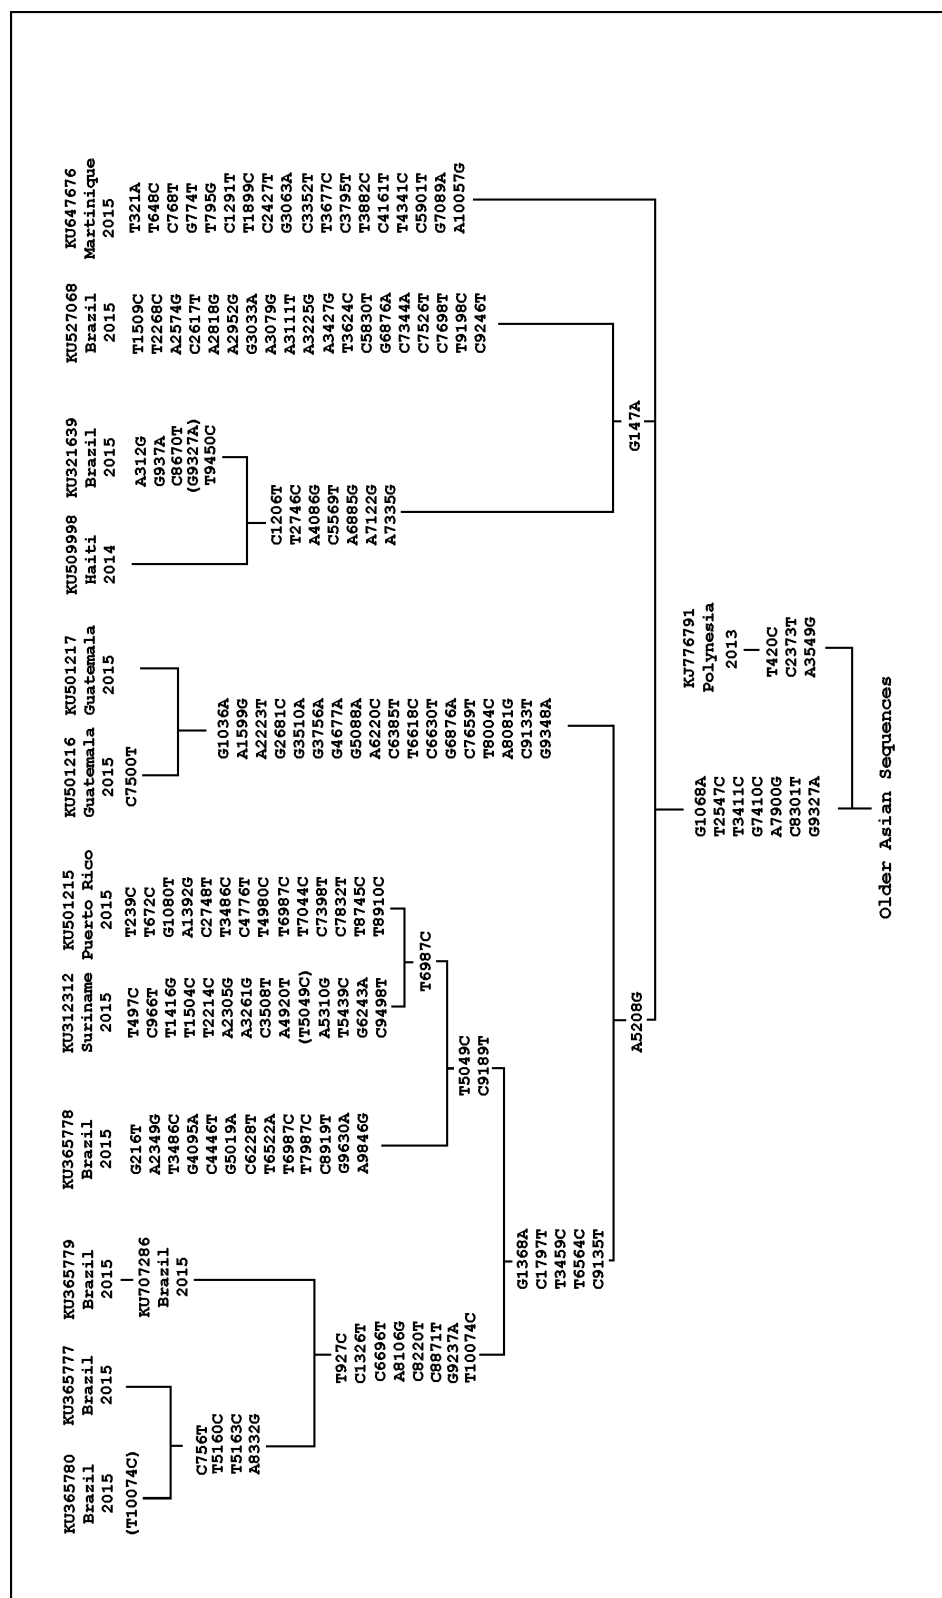 KU365780
Brazil
2015
(T10074C)
KU365777
Brazil
2015
C756T
T5160C
T5163C
A8332G
KU365779
Brazil
2015
KU707286
Brazil
2015
T927C
C1326T
C6696T
A8106G
C8220T
C8871T
G9237A
T10074C
KU365778
Brazil
2015
G216T
A2349G
T3486C
G4095A
C4446T
G5019A
C6228T
T6522A
T6987C
T7987C
C8919T
G9630A
A9846G
KU312312
Suriname
2015
T497C
C966T
T1416G
T1504C
T2214C
A2305G
A3261G
C3508T
A4920T
(T5049C)
A5310G
T5439C
G6243A
C9498T
KU501215
Puerto Rico
2015
T239C
T672C
G1080T
A1392G
C2748T
T3486C
C4776T
T4980C
T6987C
T7044C
C7398T
C7832T
T8745C
T8910C
T6987C
T5049C
C9189T
G1368A
C1797T
T3459C
T6564C
C9135T
KU501216
Guatemala
2015
C7500T
KU501217
Guatemala
2015
G1036A
A1599G
A2223T
G2681C
G3510A
G3756A
G4677A
G5088A
A6220C
C6385T
T6618C
C6630T
G6876A
C7659T
T8004C
A8081G
C9133T
G9348A
A5208G
KU509998
Haiti
2014
KU321639
Brazil
2015
A312G
G937A
C8670T
(G9327A)
T9450C
C1206T
T2746C
A4086G
C5569T
A6885G
A7122G
A7335G
KU527068
Brazil
2015
T1509C
T2268C
A2574G
C2617T
A2818G
A2952G
G3033A
A3079G
A3111T
A3225G
A3427G
T3624C
C5830T
G6876A
C7344A
C7526T
C7698T
T9198C
C9246T
G147A
KU647676
Martinique
2015
T321A
T648C
C768T
G774T
T795G
C1291T
T1899C
C2427T
G3063A
C3352T
T3677C
C3795T
T3882C
C4161T
T4341C
C5901T
G7089A
A10057G
G1068A
T2547C
T3411C
G7410C
A7900G
C8301T
G9327A
KJ776791
Polynesia
2013
T420C
C2373T
A3549G
Older Asian Sequences